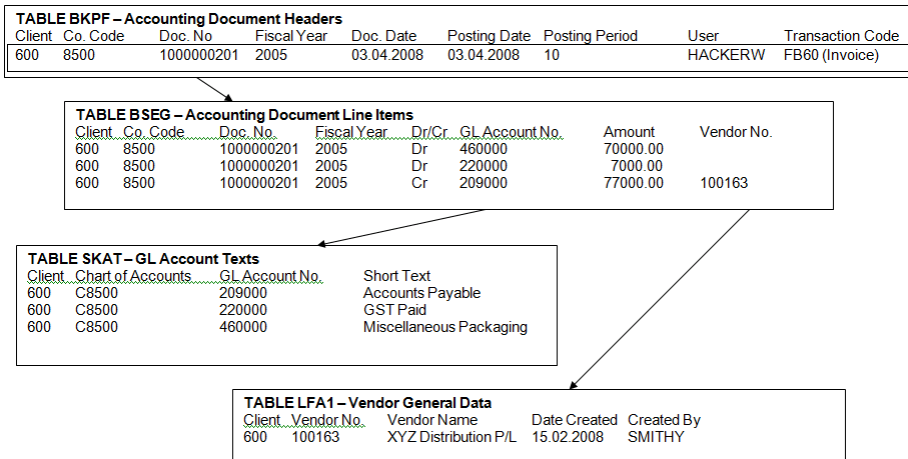 TABLE BKPF – Accounting Document Headers
Client Co. Code Doc. No Fiscal Year Doc. Date Posting Date Posting Period User Transaction Code
600 8500 1000000201 2005 03.04.2008 03.04.2008 10 HACKERW FB60 (Invoice)
TABLE BSEG – Accounting Document Line Items
Client Co. Code Doc. No. Fiscal Year Dr/Cr GL Account No. Amount Vendor No.
600 8500 1000000201 2005 Dr 460000 70000.00
600 8500 1000000201 2005 Dr 220000 7000.00
600 8500 1000000201 2005 Cr 209000 77000.00 100163
TABLE SKAT – GL Account Texts
Client Chart of Accounts GL Account No. Short Text
600 C8500 209000 Accounts Payable
600 C8500 220000 GST Paid
600 C8500 460000 Miscellaneous Packaging
TABLE LFA1 – Vendor General Data
Client Vendor No. Vendor Name Date Created Created By
600 100163 XYZ Distribution P/L 15.02.2008 SMITHY